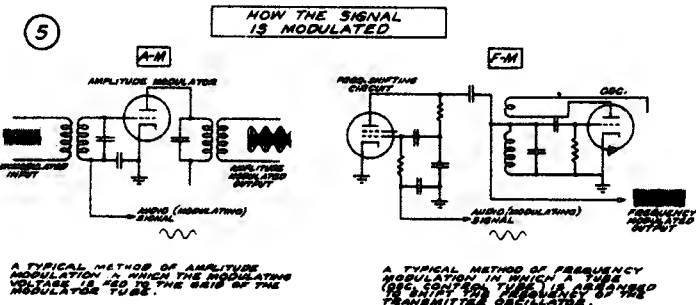 5
HOW THE SIGNAL
IS MODULATED
A-M
AMPLITUDE MODULATOR
UNMODULATED
INPUT
AMPLITUDE
MODULATED
OUTPUT
AUDIO (MODULATING)
SIGNAL
A TYPICAL METHOD OF AMPLITUDE
MODULATION IN WHICH THE MODULATING
VOLTAGE IS FED TO THE GRID OF THE
MODULATOR TUBE.
F-M
FREQ. SHIFTING
CIRCUIT
OSC.
AUDIO (MODULATING)
SIGNAL
FREQUENCY
MODULATED
OUTPUT
A TYPICAL METHOD OF FREQUENCY
MODULATION IN WHICH A TUBE
(OSC. CONTROL TUBE) IS ARRANGED
TO SHIFT THE FREQUENCY OF THE
TRANSMITTER OSCILLATOR.